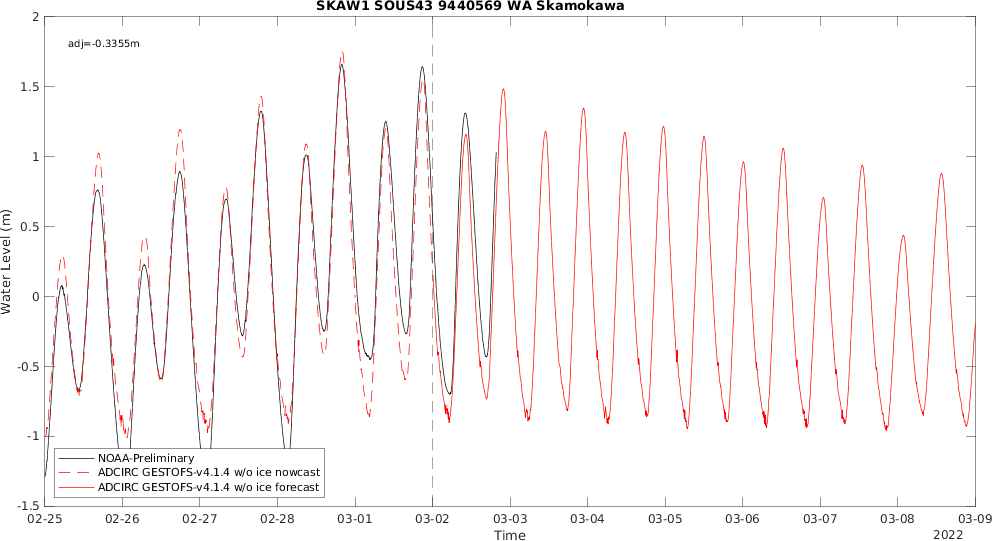 SKAW1 SOUS43 9440569 WA Skamokawa
adj=-0.3355m
2
1.5
1
0.5
0
-0.5
-1
-1.5
Water Level (m)
NOAA-Preliminary
ADCIRC GESTOFS-v4.1.4 w/o ice nowcast
ADCIRC GESTOFS-v4.1.4 w/o ice forecast
02-25 02-26 02-27 02-28 03-01 03-02 03-03 03-04 03-05 03-06 03-07 03-08 03-09
Time
2022